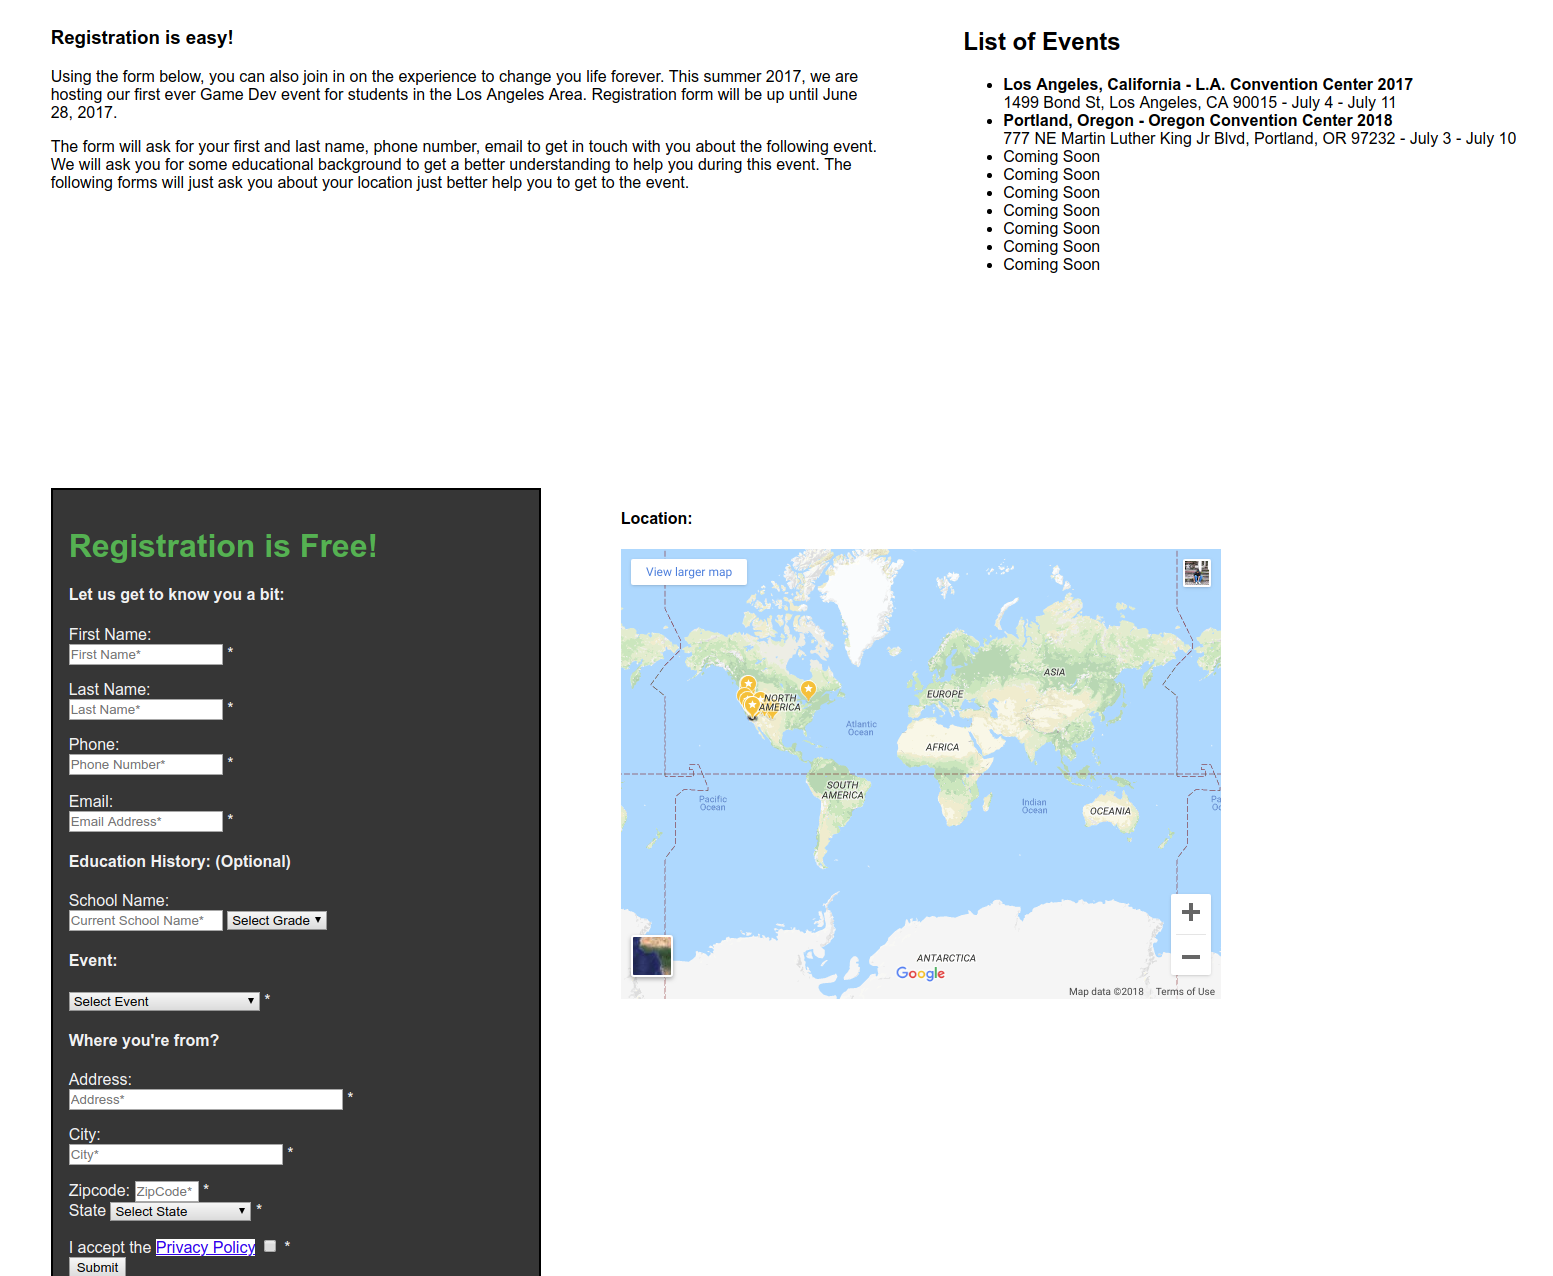 Registration is easy!
Using the form below, you can also join in on the experience to change you life forever. This summer 2017, we are
hosting our first ever Game Dev event for students in the Los Angeles Area. Registration form will be up until June
28, 2017.
The form will ask for your first and last name, phone number, email to get in touch with you about the following event.
We will ask you for some educational background to get a better understanding to help you during this event. The
following forms will just ask you about your location just better help you to get to the event.
List of Events
Los Angeles, California - L.A. Convention Center 2017
1499 Bond St, Los Angeles, CA 90015 - July 4 - July 11
Portland, Oregon - Oregon Convention Center 2018
777 NE Martin Luther King Jr Blvd, Portland, OR 97232 - July 3 - July 10
Coming Soon
Coming Soon
Coming Soon
Coming Soon
Coming Soon
Coming Soon
Coming Soon
Registration is Free!
Let us get to know you a bit:
First Name:
First Name* *
Last Name:
Last Name* *
Phone:
Phone Number* *
Email:
Email Address* *
Education History: (Optional)
School Name:
Current School Name* Select Grade
Event:
Select Event *
Where you're from?
Address:
Address* *
City:
City* *
Zipcode: ZipCode* *
State Select State *
I accept the Privacy Policy *
Submit
Location:
View larger map
ASIA
NORTH
AMERICA
EUROPE
Atlantic
Ocean
AFRICA
SOUTH
AMERICA
Pacific
Ocean
Indian
Ocean
OCEANIA
Pa
Oc
ANTARCTICA
Google
Map data ©2018 Terms of Use